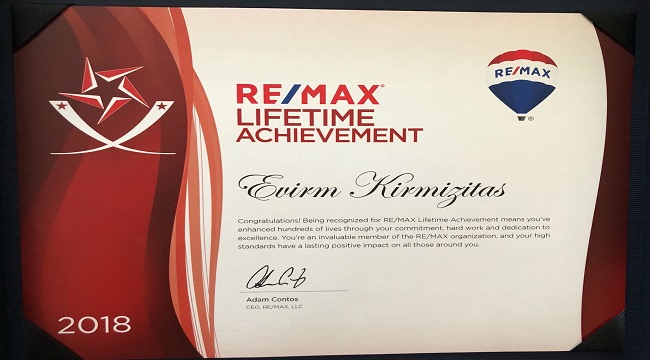 RE/MAX®
LIFETIME
ACHIEVEMENT
RE/MAX
®
Evirm Kirmizitas
Congratulations! Being recognized for RE/MAX Lifetime Achievement means you've
enhanced hundreds of lives through your commitment, hard work and dedication to
excellence. You're an invaluable member of the RE/MAX organization, and your high
standards have a lasting positive impact on all those around you.
Adam Contos
CEO, RE/MAX, LLC
2018